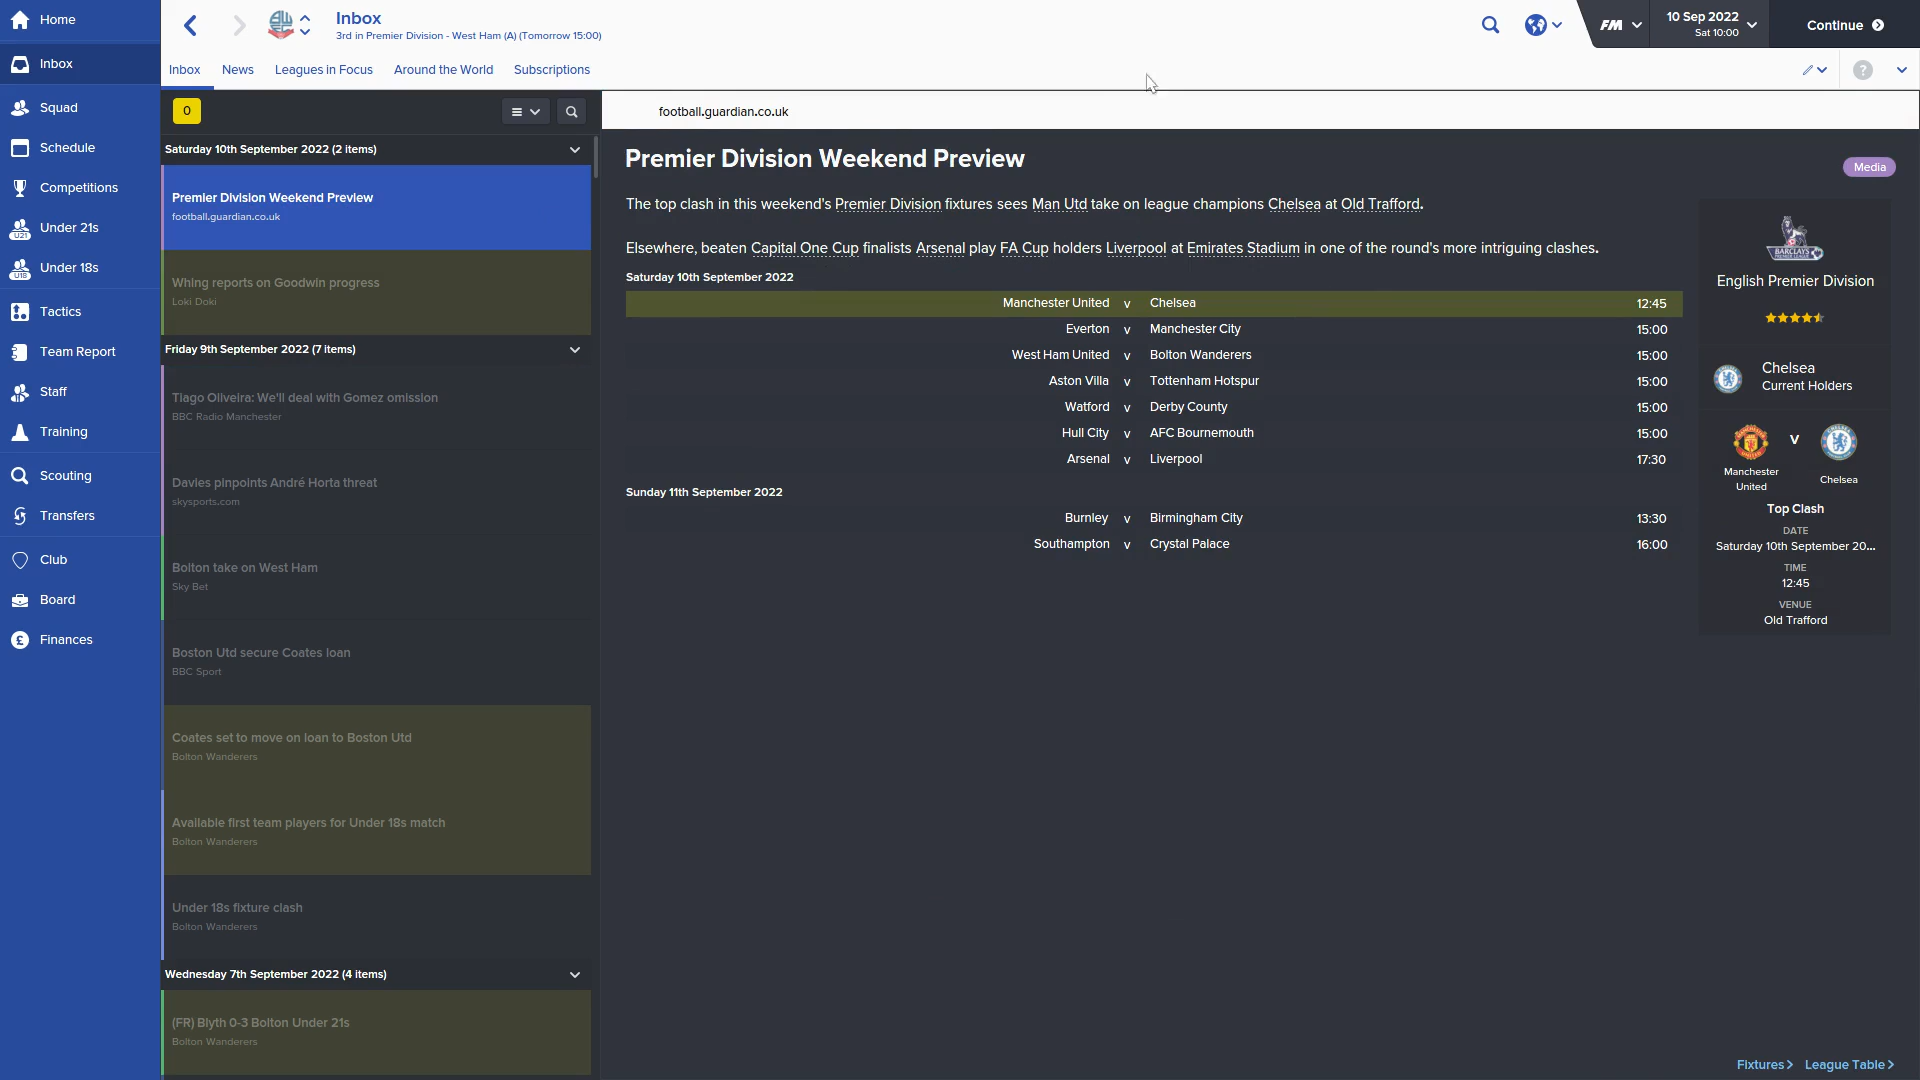 Home
Inbox
Squad
Schedule
Competitions
Under 21s
Under 18s
Tactics
Team Report
Staff
Training
Scouting
Transfers
Club
Board
Finances
Inbox
3rd in Premier Division - West Ham (A) (Tomorrow 15:00)
FM
10 Sep 2022
Sat 10:00
Continue
Inbox News Leagues in Focus Around the World Subscriptions
0
Saturday 10th September 2022 (2 items)
Premier Division Weekend Preview
football.guardian.co.uk
Whing reports on Goodwin progress
Loki Doki
Friday 9th September 2022 (7 items)
Tiago Oliveira: We'll deal with Gomez omission
BBC Radio Manchester
Davies pinpoints André Horta threat
skysports.com
Bolton take on West Ham
Sky Bet
Boston Utd secure Coates loan
BBC Sport
Coates set to move on loan to Boston Utd
Bolton Wanderers
Available first team players for Under 18s match
Bolton Wanderers
Under 18s fixture clash
Bolton Wanderers
Wednesday 7th September 2022 (4 items)
(FR) Blyth 0-3 Bolton Under 21s
Bolton Wanderers
football.guardian.co.uk
Premier Division Weekend Preview
Media
The top clash in this weekend's Premier Division fixtures sees Man Utd take on league champions Chelsea at Old Trafford.
Elsewhere, beaten Capital One Cup finalists Arsenal play FA Cup holders Liverpool at Emirates Stadium in one of the round's more intriguing clashes.
Saturday 10th September 2022
Manchester United v Chelsea 12:45
Everton v Manchester City 15:00
West Ham United v Bolton Wanderers 15:00
Aston Villa v Tottenham Hotspur 15:00
Watford v Derby County 15:00
Hull City v AFC Bournemouth 15:00
Arsenal v Liverpool 17:30
Sunday 11th September 2022
Burnley v Birmingham City 13:30
Southampton v Crystal Palace 16:00
BARCLAYS
English Premier Division
Chelsea
Current Holders
V
Manchester
United
Chelsea
Top Clash
DATE
Saturday 10th September 20...
TIME
12:45
VENUE
Old Trafford
Fixtures> League Table>